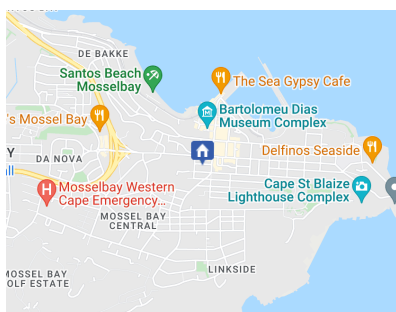 DE BAKKE
Santos Beach
Mosselbay
The Sea Gypsy Cafe
Bartolomeu Dias
Museum Complex
's Mossel Bay
DA NOVA
Delfinos Seaside
Mosselbay Western
Cape Emergency...
Cape St Blaize
Lighthouse Complex
MOSSEL BAY
CENTRAL
LINKSIDE
MOSSEL BAY
OLF ESTATE